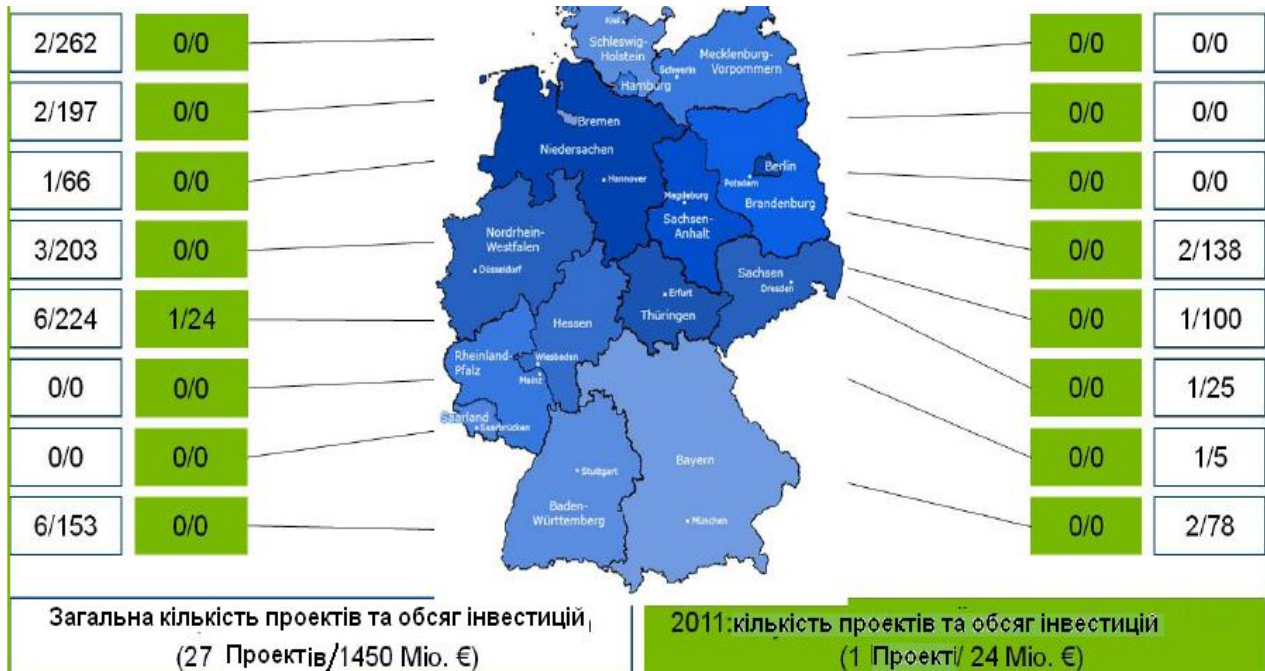 2/262 0/0
2/197 0/0
1/66 0/0
3/203 0/0
6/224 1/24
0/0 0/0
0/0 0/0
6/153 0/0
Kiel
Schleswig-
Holstein
Mecklenburg-
Vorpommern
Schwerin
Hamburg
Bremen
Niedersachen
Hannover
Berlin
Potsdam
Brandenburg
Magdeburg
Sachsen-
Anhalt
Nordrhein-
Westfalen
Düsseldorf
Sachsen
Dresden
Erfurt
Thüringen
Hessen
Rheinland-
Pfalz
Wiesbaden
Mainz
Saarland
Saarbrücken
Stuttgart
Bayern
Baden-
Württemberg
München
0/0 0/0
0/0 0/0
0/0 0/0
0/0 2/138
0/0 1/100
0/0 1/25
0/0 1/5
0/0 2/78
Загальна кількість проектів та обсяг інвестицій
(27 Проектів/1450 Mio. €)
2011:кількість проектів та обсяг інвестицій
(1 Проекті/ 24 Mio. €)